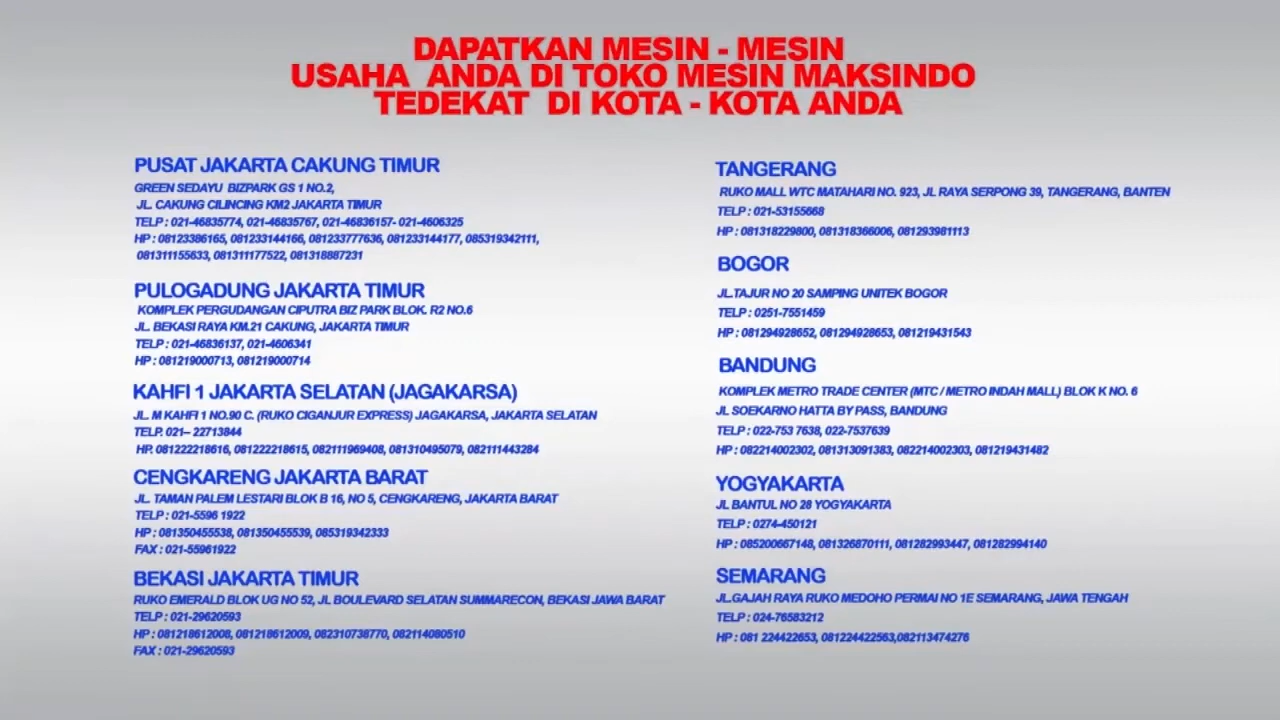 DAPATKAN MESIN - MESIN
USAHA ANDA DI TOKO MESIN MAKSINDO
TEDEKAT DI KOTA - KOTA ANDA
PUSAT JAKARTA CAKUNG TIMUR
GREEN SEDAYU BIZPARK GS 1 NO.2,
JL. CAKUNG CILINCING KM2 JAKARTA TIMUR
TELP : 021-46835774, 021-46835767, 021-46836157- 021-4606325
HP : 08123386165, 081233144166, 081233777636, 081233144177, 085319342111,
081311155633, 081311177522, 081318887231
PULOGADUNG JAKARTA TIMUR
KOMPLEK PERGUDANGAN CIPUTRA BIZ PARK BLOK. R2 NO.6
JL. BEKASI RAYA KM.21 CAKUNG, JAKARTA TIMUR
TELP : 021-46836137, 021-4606341
HP : 081219000713, 081219000714
KAHFI 1 JAKARTA SELATAN (JAGAKARSA)
JL. M KAHFI 1 NO.90 C. (RUKO CIGANJUR EXPRESS) JAGAKARSA, JAKARTA SELATAN
TELP. 021– 22713844
HP. 081222218616, 081222218615, 082111969408, 081310495079, 082111443284
CENGKARENG JAKARTA BARAT
JL. TAMAN PALEM LESTARI BLOK B 16, NO 5, CENGKARENG, JAKARTA BARAT
TELP : 021-5596 1922
HP : 081350455538, 081350455539, 085319342333
FAX : 021-55961922
BEKASI JAKARTA TIMUR
RUKO EMERALD BLOK UG NO 52, JL BOULEVARD SELATAN SUMMARECON, BEKASI JAWA BARAT
TELP : 021-29620593
HP : 081218612008, 081218612009, 082310738770, 082114080510
FAX : 021-29620593
TANGERANG
RUKO MALL WTC MATAHARI NO. 923, JL RAYA SERPONG 39, TANGERANG, BANTEN
TELP : 021-53155668
HP : 081318229800, 081318366006, 081293981113
BOGOR
JL.TAJUR NO 20 SAMPING UNITEK BOGOR
TELP : 0251-7551459
HP : 081294928652, 081294928653, 081219431543
BANDUNG
KOMPLEK METRO TRADE CENTER (MTC / METRO INDAH MALL) BLOK K NO. 6
JL SOEKARNO HATTA BY PASS, BANDUNG
TELP : 022-753 7638, 022-7537639
HP : 082214002302, 081313091383, 082214002303, 081219431482
YOGYAKARTA
JL BANTUL NO 28 YOGYAKARTA
TELP : 0274-450121
HP : 085200667148, 081326870111, 081282993447, 081282994140
SEMARANG
JL.GAJAH RAYA RUKO MEDOHO PERMAI NO 1E SEMARANG, JAWA TENGAH
TELP : 024-76583212
HP : 081 224422653, 081224422563,082113474276